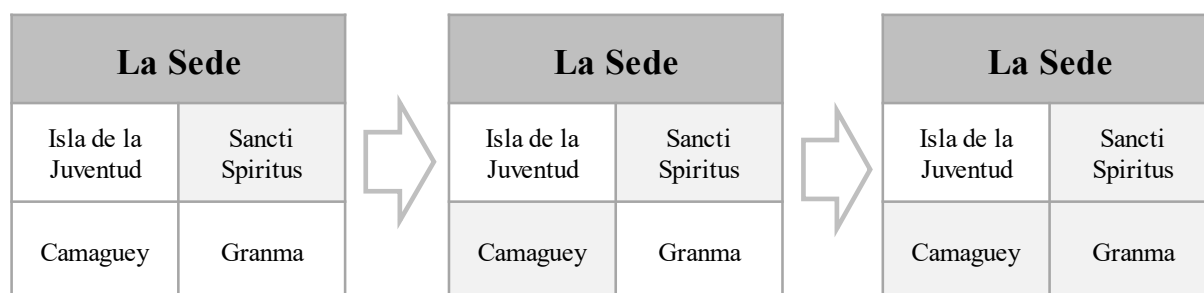 La Sede
Isla de la
Juventud
Sancti
Spiritus
Camaguey
Granma
La Sede
Isla de la
Juventud
Sancti
Spiritus
Camaguey
Granma
La Sede
Isla de la
Juventud
Sancti
Spiritus
Camaguey
Granma